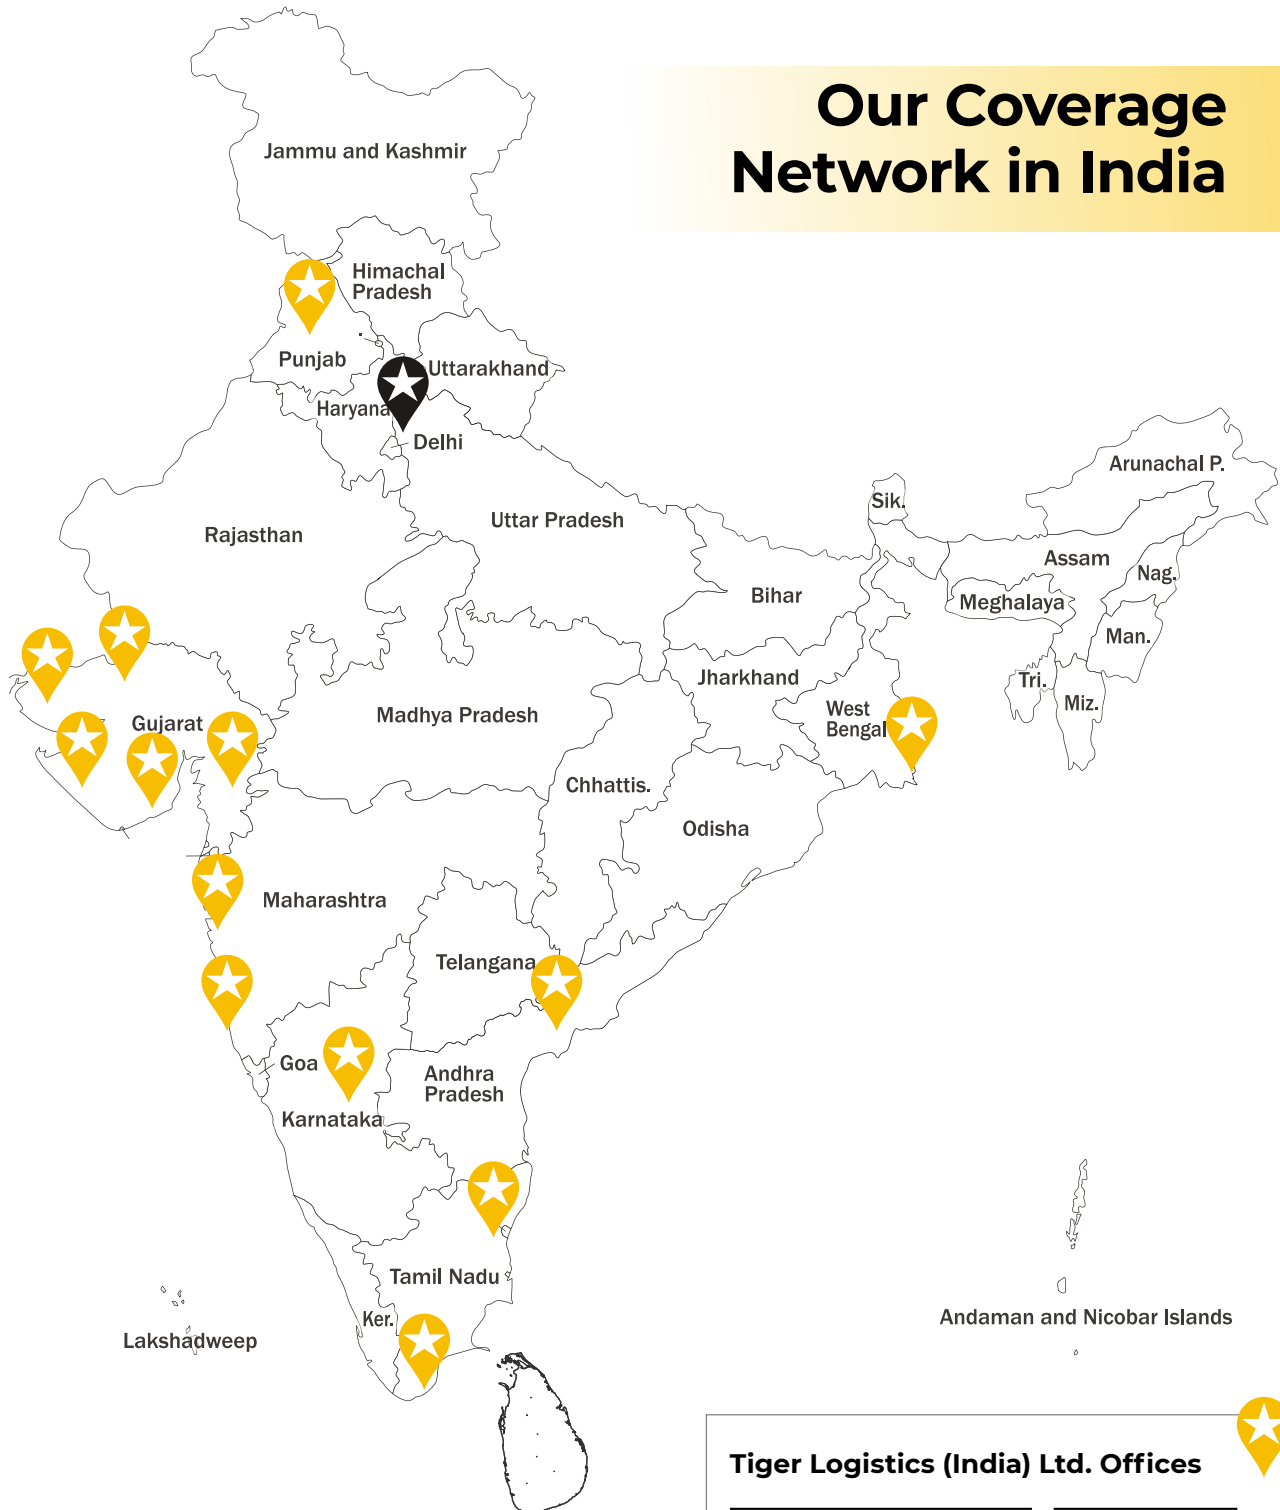 Our Coverage
Network in India
Jammu and Kashmir
Himachal
Pradesh
Punjab
Uttarakhand
Haryana
Delhi
Arunachal P.
Sik.
Uttar Pradesh
Rajasthan
Assam
Nag.
Bihar
Meghalaya
Man.
Jharkhand
Tri.
Miz.
West
Bengal
Madhya Pradesh
Gujarat
Chhattis.
Odisha
Maharashtra
Telangana
Goa
Andhra
Pradesh
Karnataka
Tamil Nadu
Ker.
Andaman and Nicobar Islands
Lakshadweep
Tiger Logistics (India) Ltd. Offices